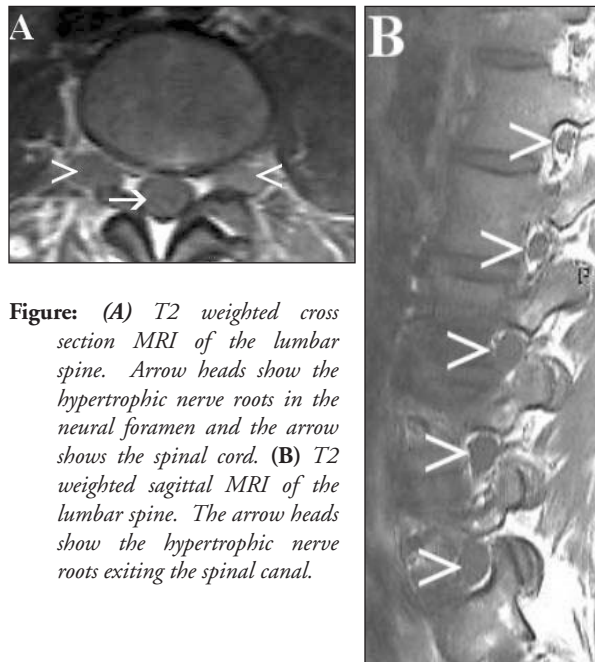 A
B
Figure: (A) T2 weighted cross
section MRI of the lumbar
spine. Arrow heads show the
hypertrophic nerve roots in the
neural foramen and the arrow
shows the spinal cord. (B) T2
weighted sagittal MRI of the
lumbar spine. The arrow heads
show the hypertrophic nerve
roots exiting the spinal canal.